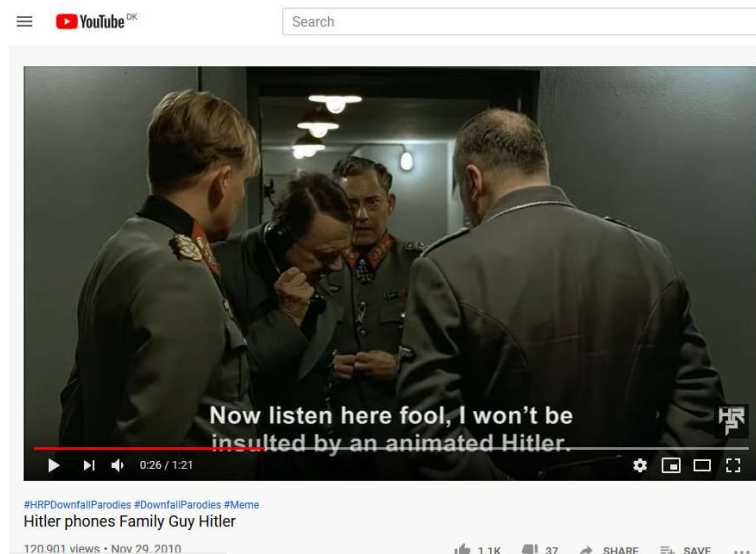 YouTube DK
Search
Now listen here fool, I won't be
insulted by an animated Hitler.
HRP
0:26 / 1:21
#HRPDownfallParodies #DownfallParodies #Meme
Hitler phones Family Guy Hitler
120,901 views • Nov 29, 2010
1.1K 37 SHARE SAVE